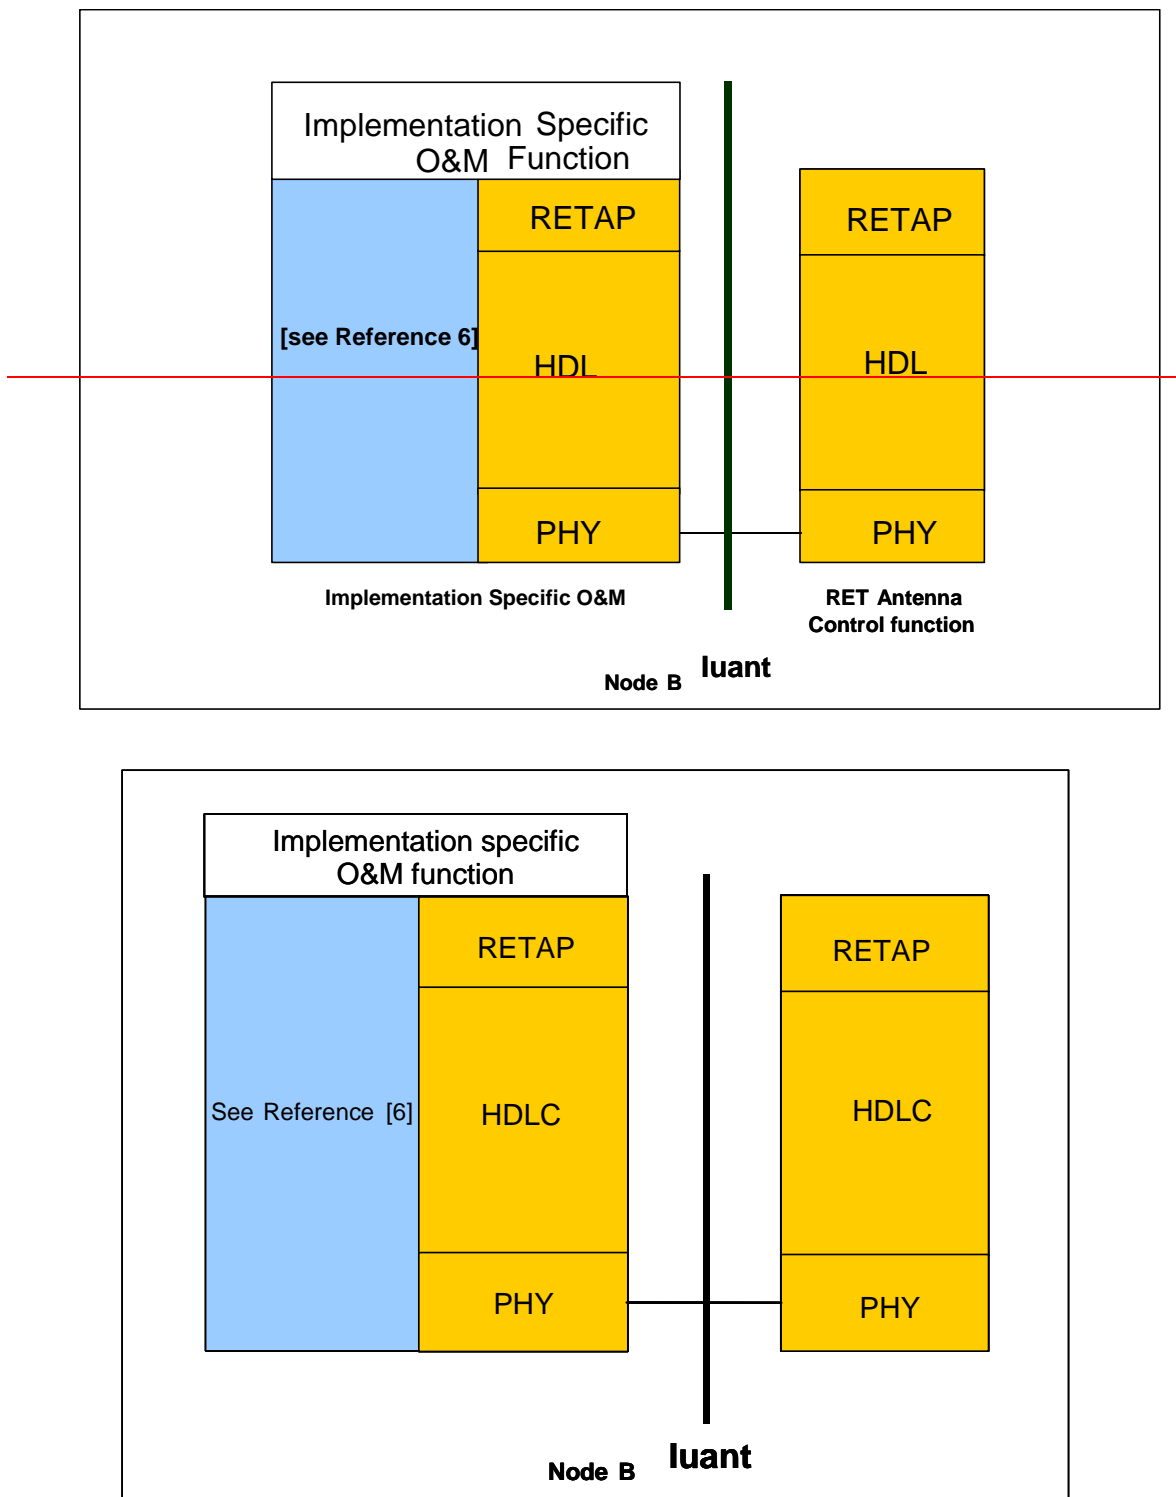 Implementation Specific
O&M Function
RETAP
RETAP
[see Reference 6]
HDL
HDL
PHY
PHY
Implementation Specific O&M
RET Antenna
Control function
Iuant
Node B
Implementation specific
O&M function
RETAP
RETAP
See Reference [6]
HDLC
HDLC
PHY
PHY
Iuant
Node B